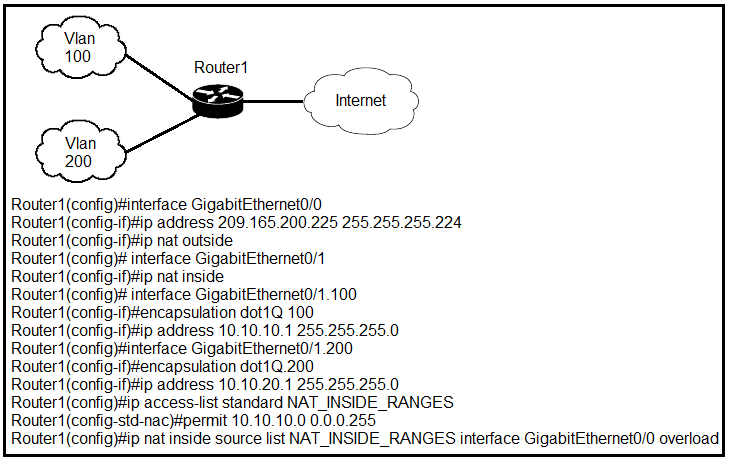 Vlan
100
Router1
Internet
Vlan
200
Router1(config)#interface GigabitEthernet0/0
Router1(config-if)#ip address 209.165.200.225 255.255.255.224
Router1(config-if)#ip nat outside
Router1(config)# interface GigabitEthernet0/1
Router1(config-if)#ip nat inside
Router1(config)# interface GigabitEthernet0/1.100
Router1(config-if)#encapsulation dot1Q 100
Router1(config-if)#ip address 10.10.10.1 255.255.255.0
Router1(config)#interface GigabitEthernet0/1.200
Router1(config-if)#encapsulation dot1Q.200
Router1(config-if)#ip address 10.10.20.1 255.255.255.0
Router1(config)#ip access-list standard NAT_INSIDE_RANGES
Router1(config-std-nac)#permit 10.10.10.0 0.0.0.255
Router1(config)#ip nat inside source list NAT_INSIDE_RANGES interface GigabitEthernet0/0 overload